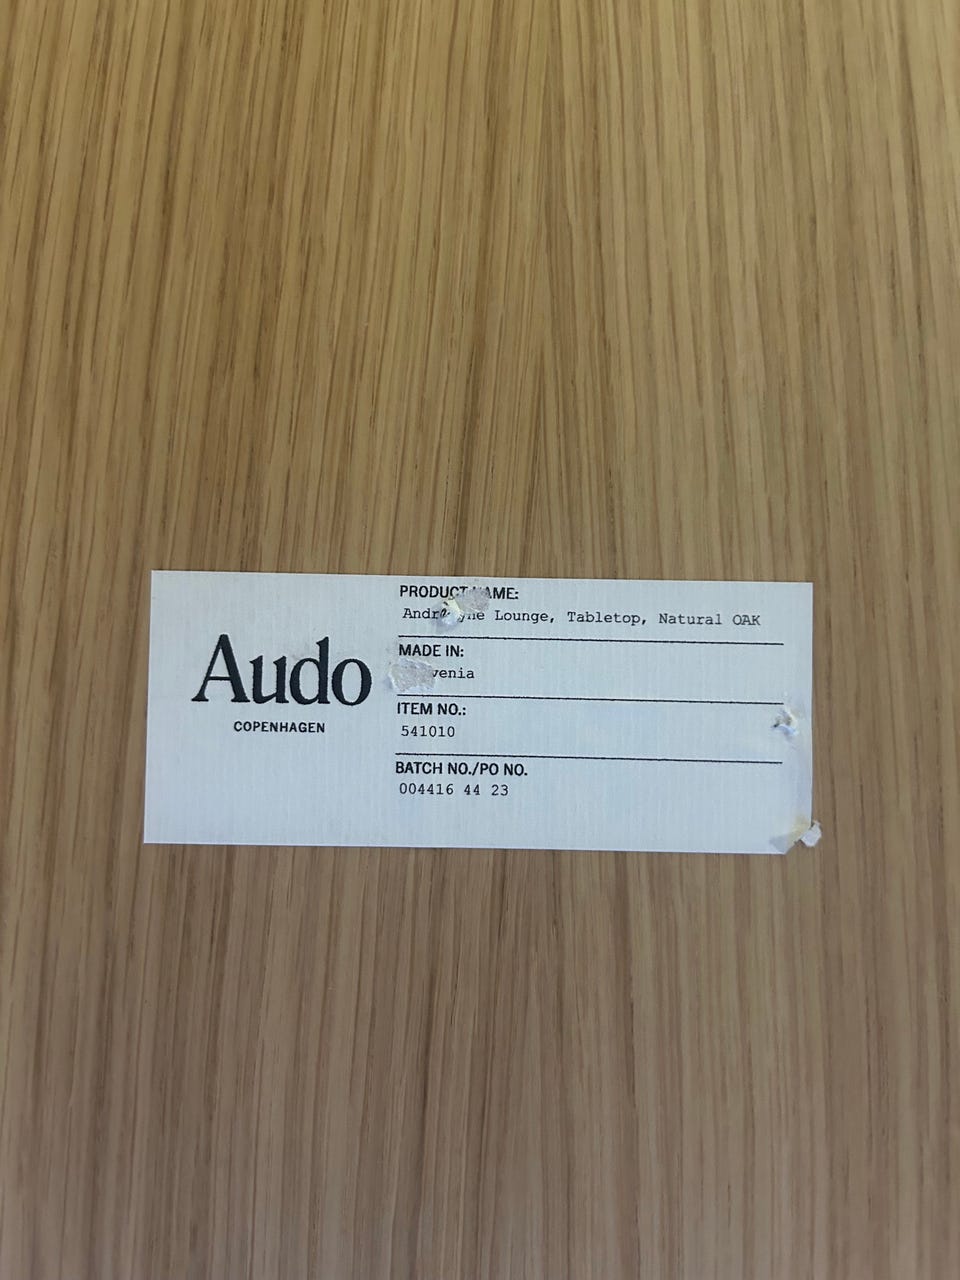 Audo
COPENHAGEN
PRODUCT NAME:
Lounge, Tabletop, Natural OAK
MADE IN:
ITEM NO.:
541010
BATCH NO./PO NO.
004416 44 23